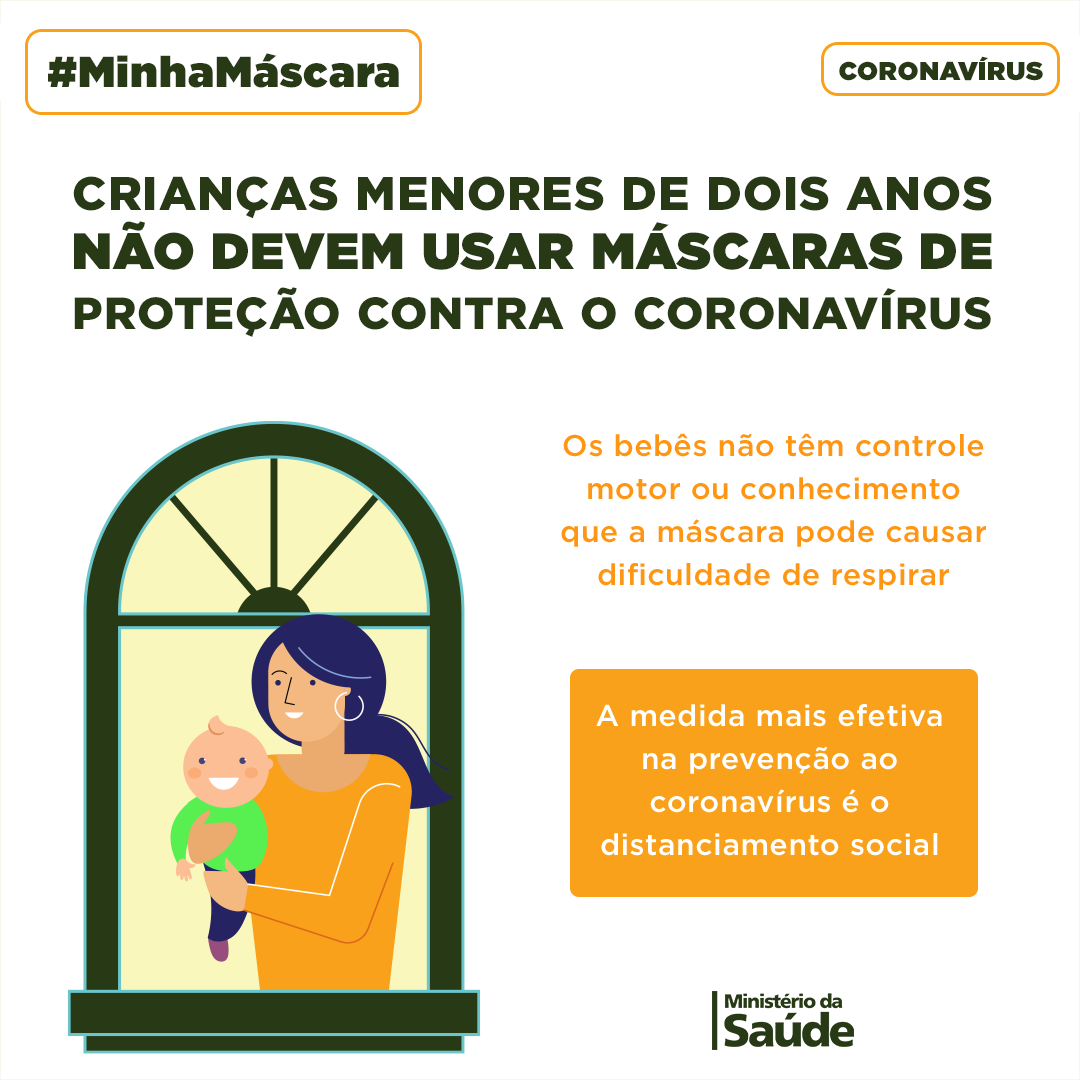 #MinhaMáscara
CORONAVÍRUS
CRIANÇAS MENORES DE DOIS ANOS
NÃO DEVEM USAR MÁSCARAS DE
PROTEÇÃO CONTRA O CORONAVÍRUS
Os bebês não têm controle
motor ou conhecimento
que a máscara pode causar
dificuldade de respirar
A medida mais efetiva
na prevenção ao
coronavírus é o
distanciamento social
Ministério da
Saúde